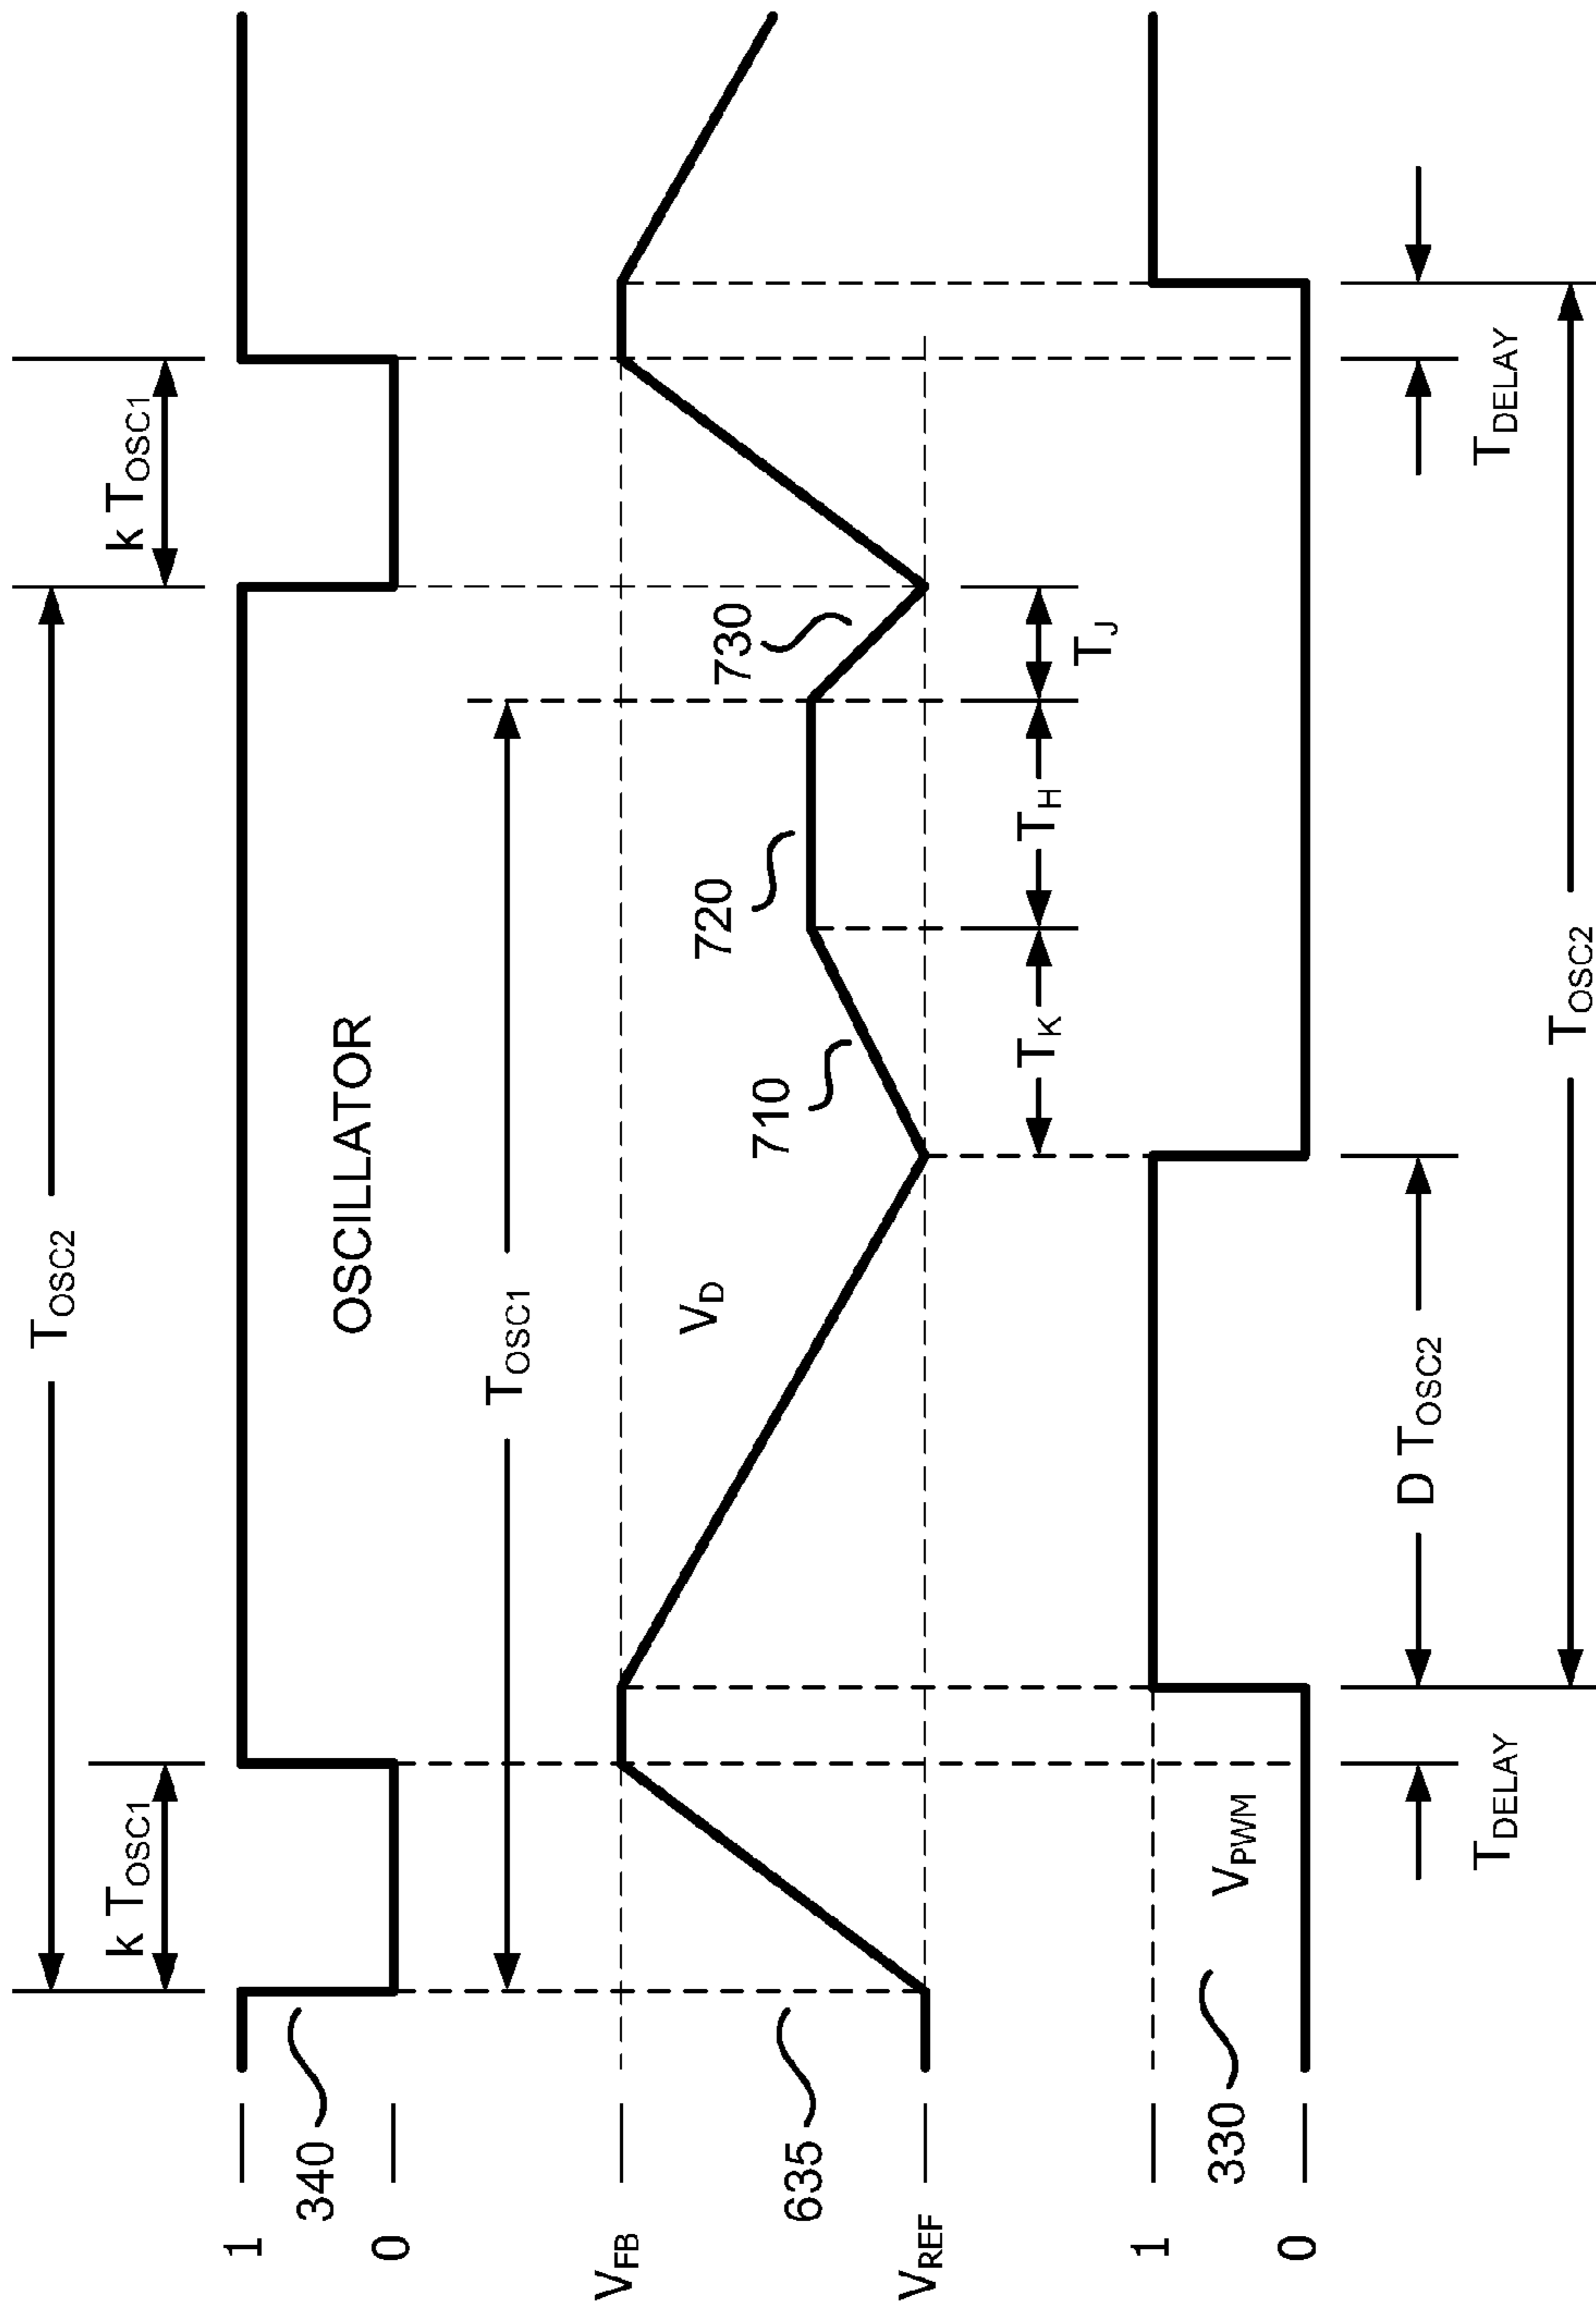 T_OSC2
k T_OSC1
k T_OSC1
1
340
0
OSCILLATOR
T_OSC1
V_FB
635
V_D
V_REF
710
720
730
T_K
T_H
T_J
1
330
V_PWM
0
T_DELAY
D T_OSC2
T_DELAY
T_OSC2